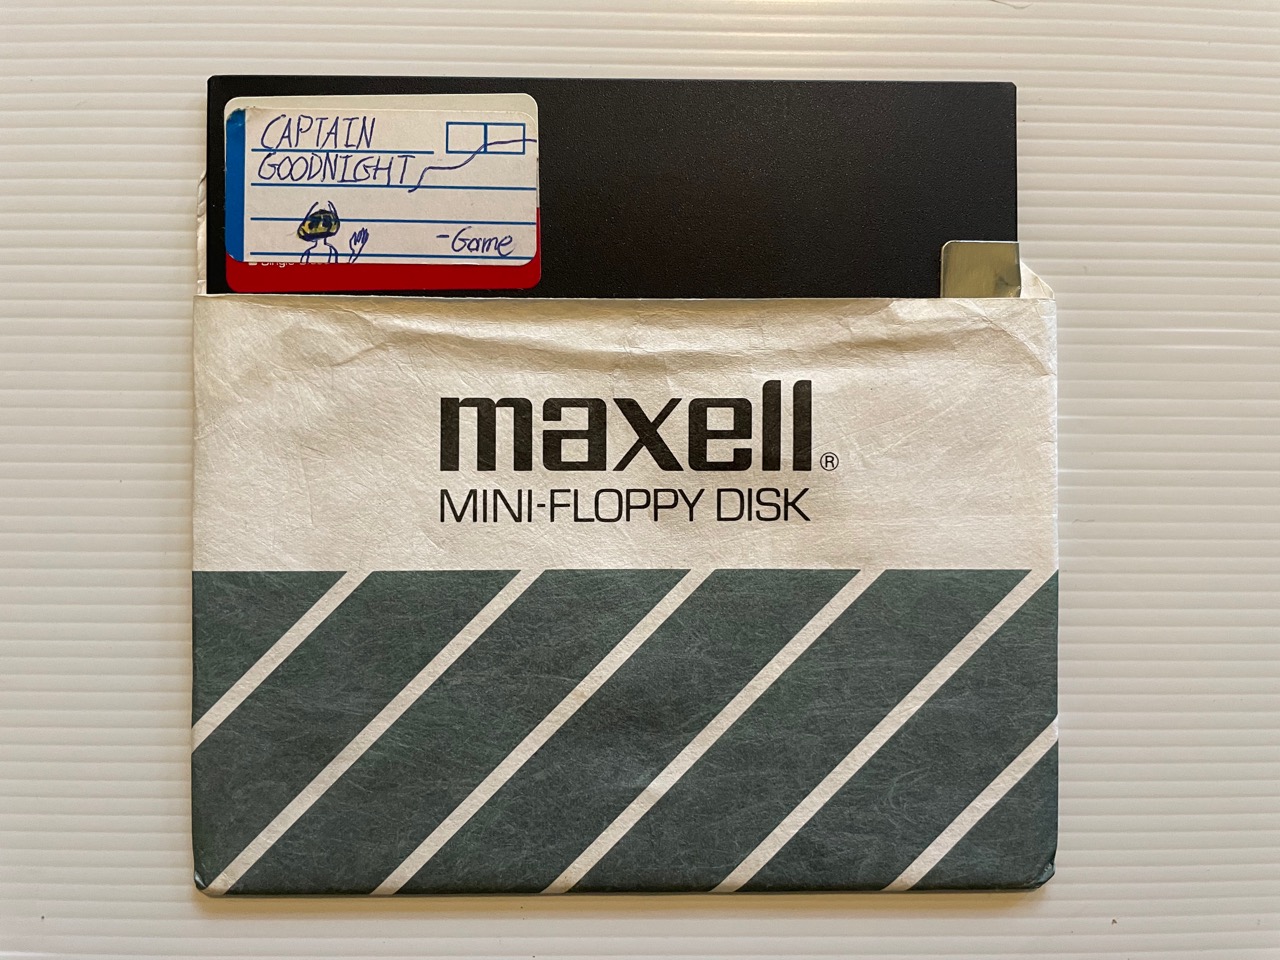 CAPTAIN
GOODNIGHT
-Game
maxell®
MINI-FLOPPY DISK